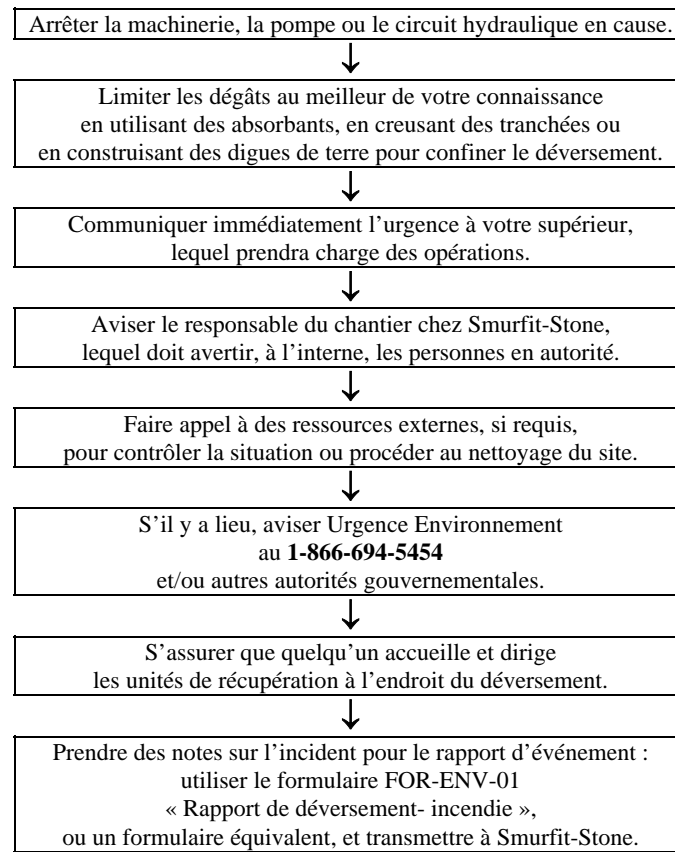 Arrêter la machinerie, la pompe ou le circuit hydraulique en cause.
Limiter les dégâts au meilleur de votre connaissance
en utilisant des absorbants, en creusant des tranchées ou
en construisant des digues de terre pour confiner le déversement.
Communiquer immédiatement l’urgence à votre supérieur,
lequel prendra charge des opérations.
Aviser le responsable du chantier chez Smurfit-Stone,
lequel doit avertir, à l’interne, les personnes en autorité.
Faire appel à des ressources externes, si requis,
pour contrôler la situation ou procéder au nettoyage du site.
S’il y a lieu, aviser Urgence Environnement
au 1-866-694-5454
et/ou autres autorités gouvernementales.
S’assurer que quelqu’un accueille et dirige
les unités de récupération à l’endroit du déversement.
Prendre des notes sur l’incident pour le rapport d’événement :
utiliser le formulaire FOR-ENV-01
« Rapport de déversement- incendie »,
ou un formulaire équivalent, et transmettre à Smurfit-Stone.